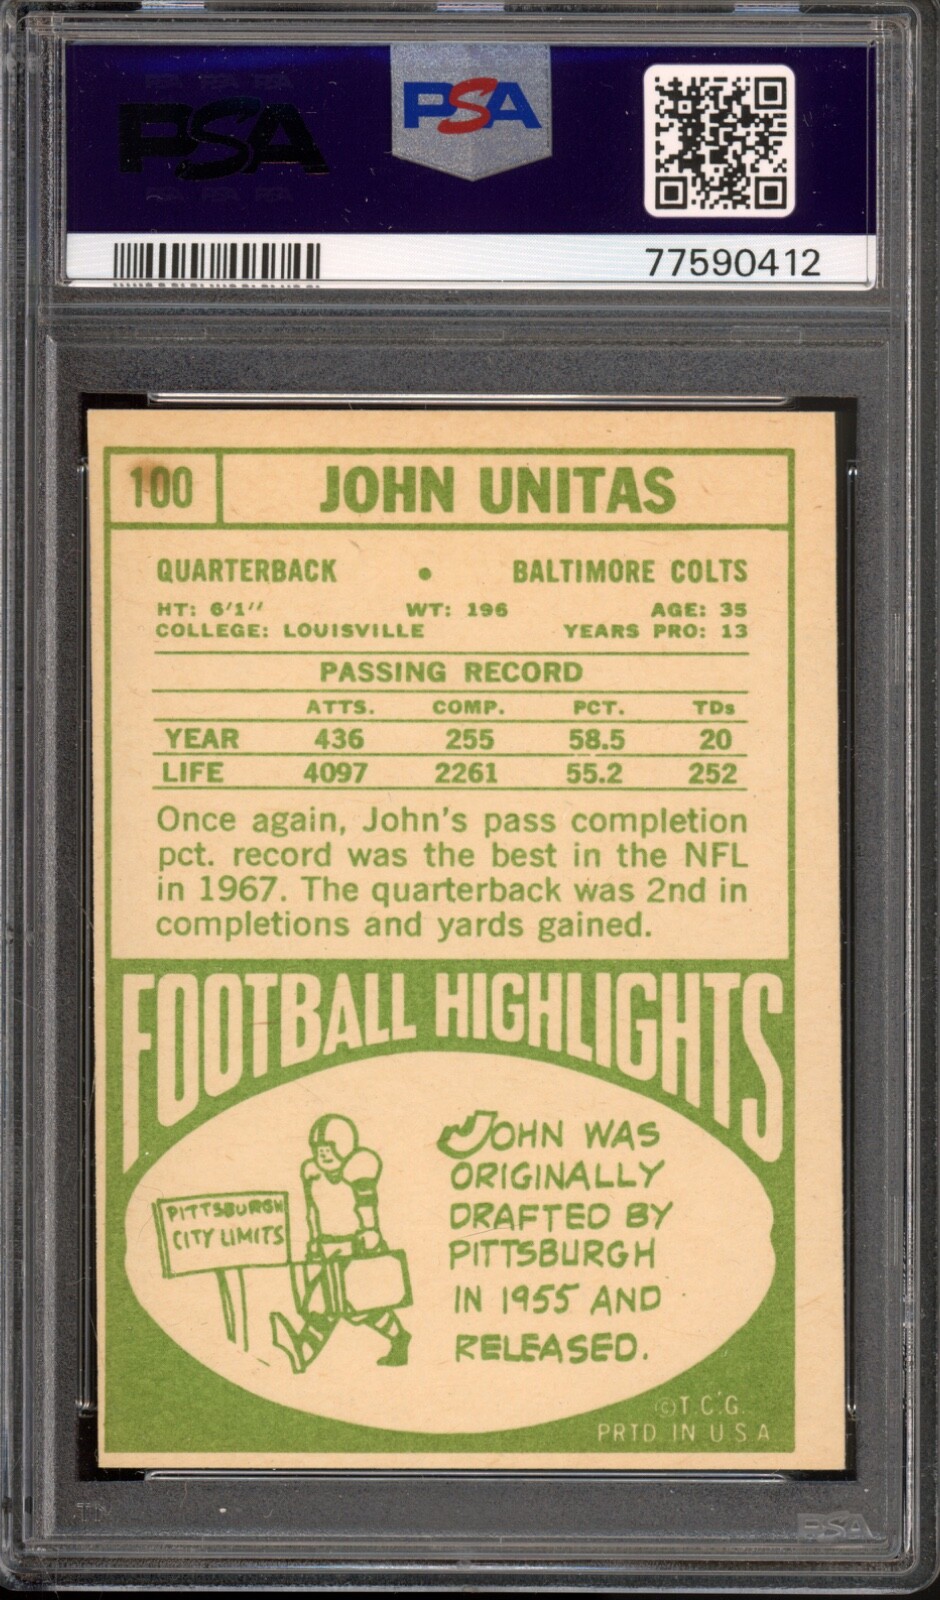 PSA
PSA
77590412
100
JOHN UNITAS
QUARTERBACK • BALTIMORE COLTS
HT: 6'1" WT: 196 AGE: 35
COLLEGE: LOUISVILLE YEARS PRO: 13
PASSING RECORD
ATTS. COMP. PCT. TDs
YEAR 436 255 58.5 20
LIFE 4097 2261 55.2 252
Once again, John's pass completion
pct. record was the best in the NFL
in 1967. The quarterback was 2nd in
completions and yards gained.
FOOTBALL HIGHLIGHTS
PITTSBURGH
CITY LIMITS
JOHN WAS
ORIGINALLY
DRAFTED BY
PITTSBURGH
IN 1955 AND
RELEASED.
©T.C.G.
PRTD. IN U.S.A
PSA